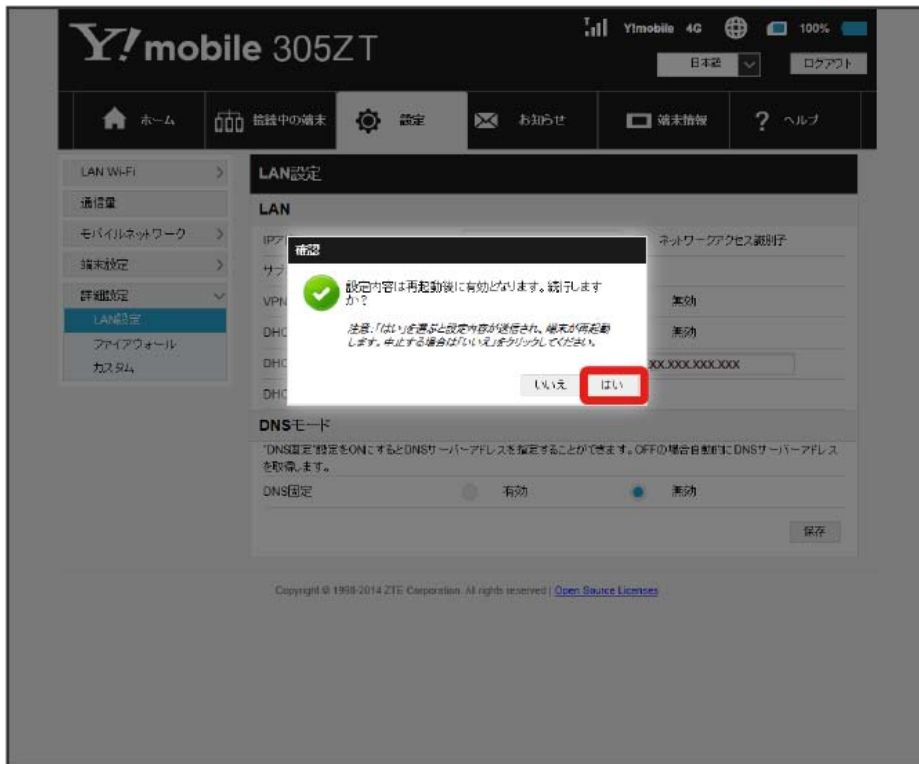 Y! mobile 305ZT
Y!mobile 4G 100%
日本語 ログアウト
ホーム 接続中の端末 設定 お知らせ 端末情報 ? ヘルプ
LAN Wi-Fi
通信量
モバイルネットワーク
端末設定
詳細設定
LAN設定
ファイアウォール
カスタム
LAN設定
LAN
IPア ネットワークアクセス識別子
サブ
VPN 無効
DHC 無効
DHC XX.XXX.XXX.XXX
DHC
確認
設定内容は再起動後に有効となります。続行します
か？
注意:「はい」を選ぶと設定内容が送信され、端末が再起動
します。中止する場合は「いいえ」をクリックしてください。
いいえ はい
DNSモード
"DNS固定"設定をONにするとDNSサーバーアドレスを指定することができます。OFFの場合自動的にDNSサーバーアドレス
を取得します。
DNS固定 有効 無効
保存
Copyright © 1998-2014 ZTE Corporation. All rights reserved | Open Source Licenses